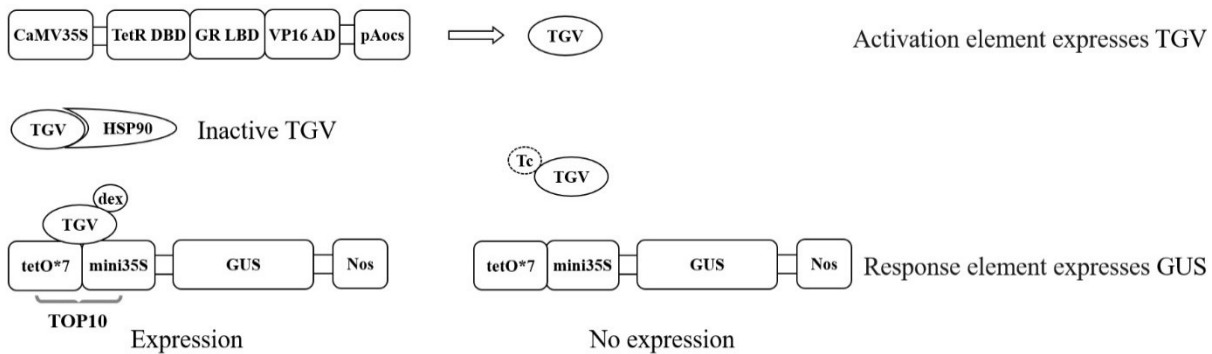 CaMV35S TetR DBD GR LBD VP16 AD pAocs TGV Activation element expresses TGV
TGV HSP90 Inactive TGV
Tc TGV
dex
TGV
tetO*7 mini35S GUS Nos tetO*7 mini35S GUS Nos Response element expresses GUS
TOP10
Expression No expression